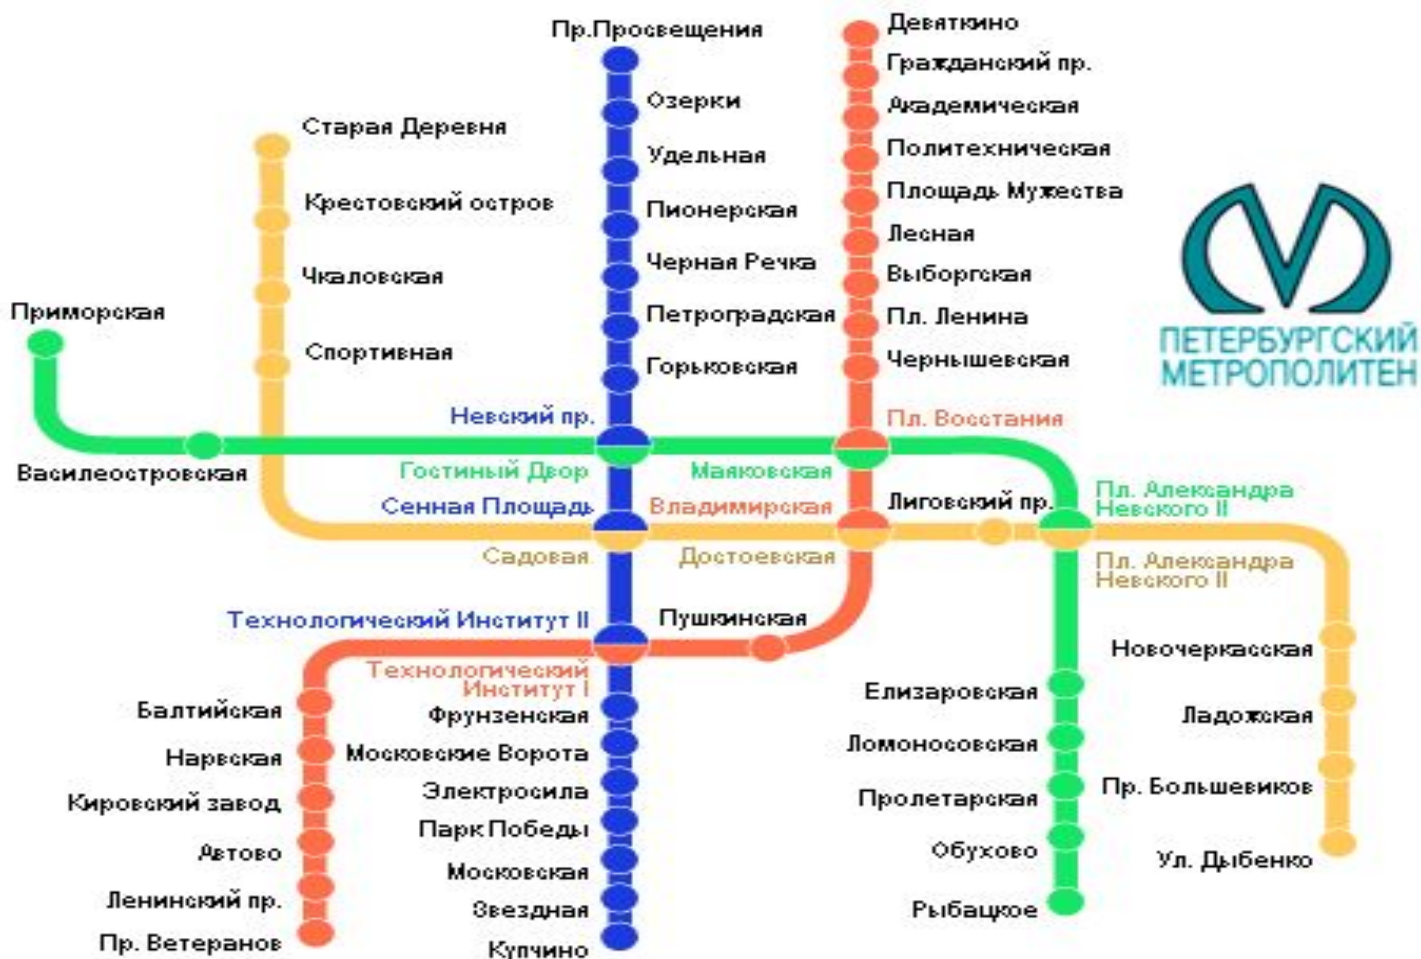 Пр.Просвещения
Озерки
Удельная
Пионерская
Черная Речка
Петроградская
Горьковская
Невский пр.
Гостиный Двор
Сенная Площадь
Садовая
Технологический Институт II
Технологический
Институт I
Фрунзенская
Московские Ворота
Электросила
Парк Победы
Московская
Звездная
Купчино
Девяткино
Гражданский пр.
Академическая
Политехническая
Площадь Мужества
Лесная
Выборгская
Пл. Ленина
Чернышевская
Пл. Восстания
Маяковская
Владимирская
Достоевская
Пушкинская
Балтийская
Нарвская
Кировский завод
Автово
Ленинский пр.
Пр. Ветеранов
Старая Деревня
Крестовский остров
Чкаловская
Спортивная
Приморская
Василеостровская
Лиговский пр.
Пл. Александра
Невского II
Пл. Александра
Невского II
Елизаровская
Ломоносовская
Пролетарская
Обухово
Рыбацкое
Новочеркасская
Ладожская
Пр. Большевиков
Ул. Дыбенко
ПЕТЕРБУРГСКИЙ
МЕТРОПОЛИТЕН